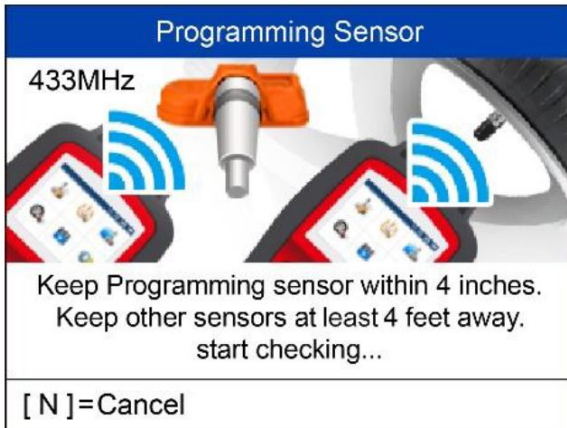 Programming Sensor
433MHz
Keep Programming sensor within 4 inches.
Keep other sensors at least 4 feet away.
start checking...
[ N ]=Cancel